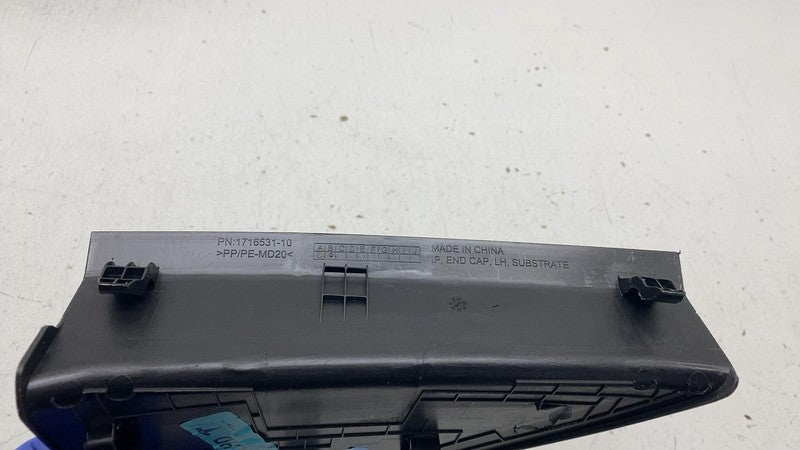 PN:1716531-10
>PP/PE-MD20<
A B C D E F G H I J
MADE IN CHINA
IP, END CAP, LH, SUBSTRATE